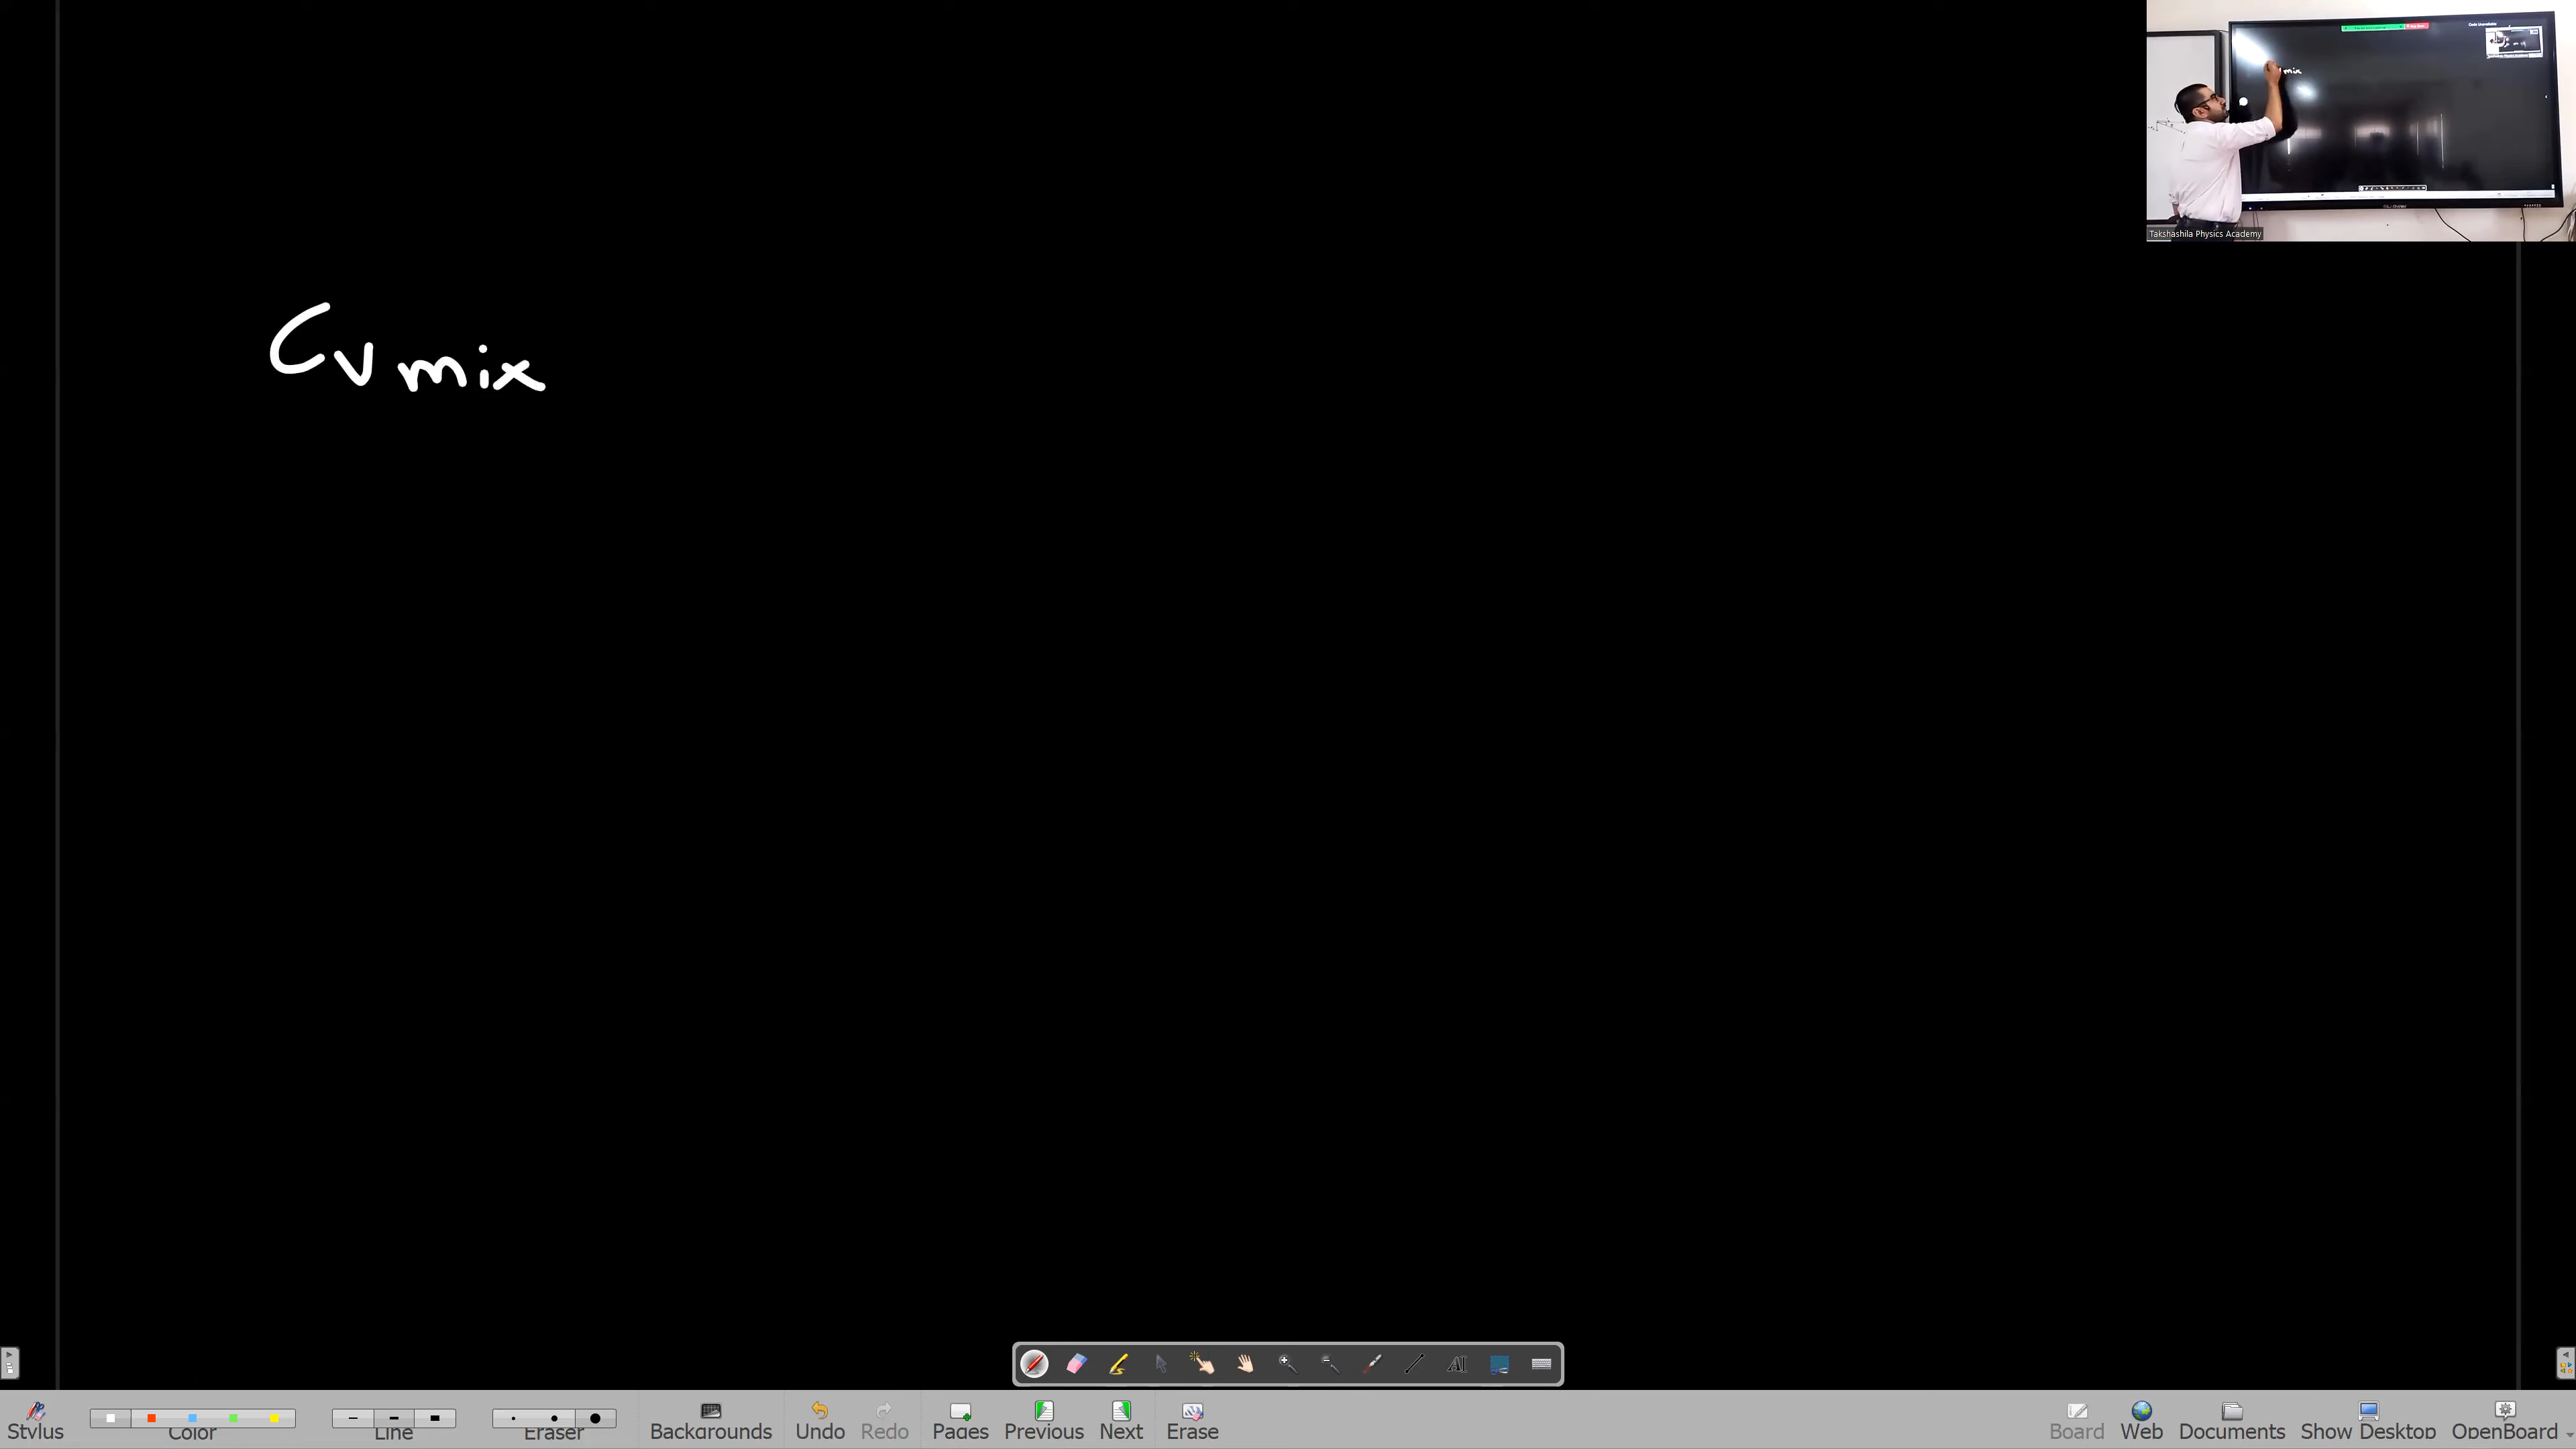 Takshashila Physics Academy
Cv mix
Stylus Color Line Eraser Backgrounds Undo Redo Pages Previous Next Erase Board Web Documents Show Desktop OpenBoard